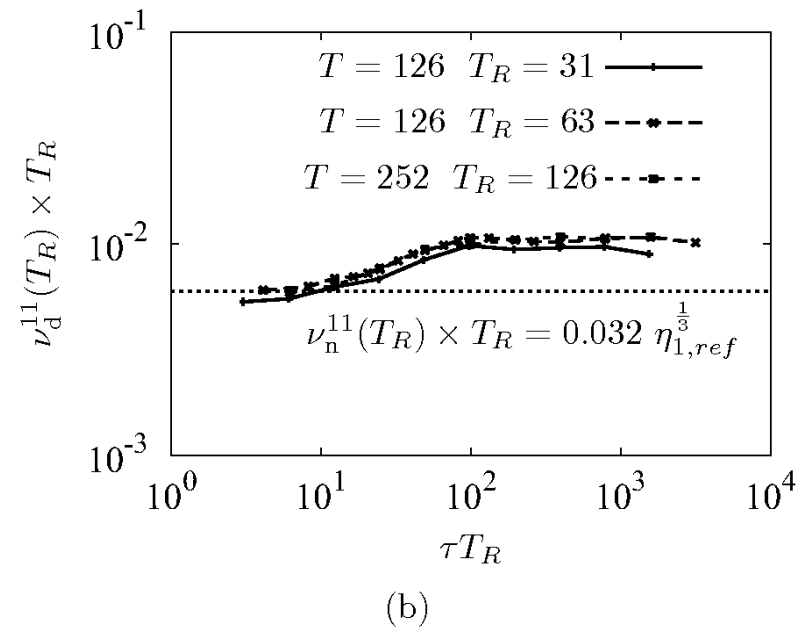 10^-1
T = 126 T_R = 31
T = 126 T_R = 63
T = 252 T_R = 126
10^-2
ν_d^11(T_R) × T_R
ν_n^11(T_R) × T_R = 0.032 η_{1,ref}^{1/3}
10^-3
10^0 10^1 10^2 10^3 10^4
τT_R
(b)